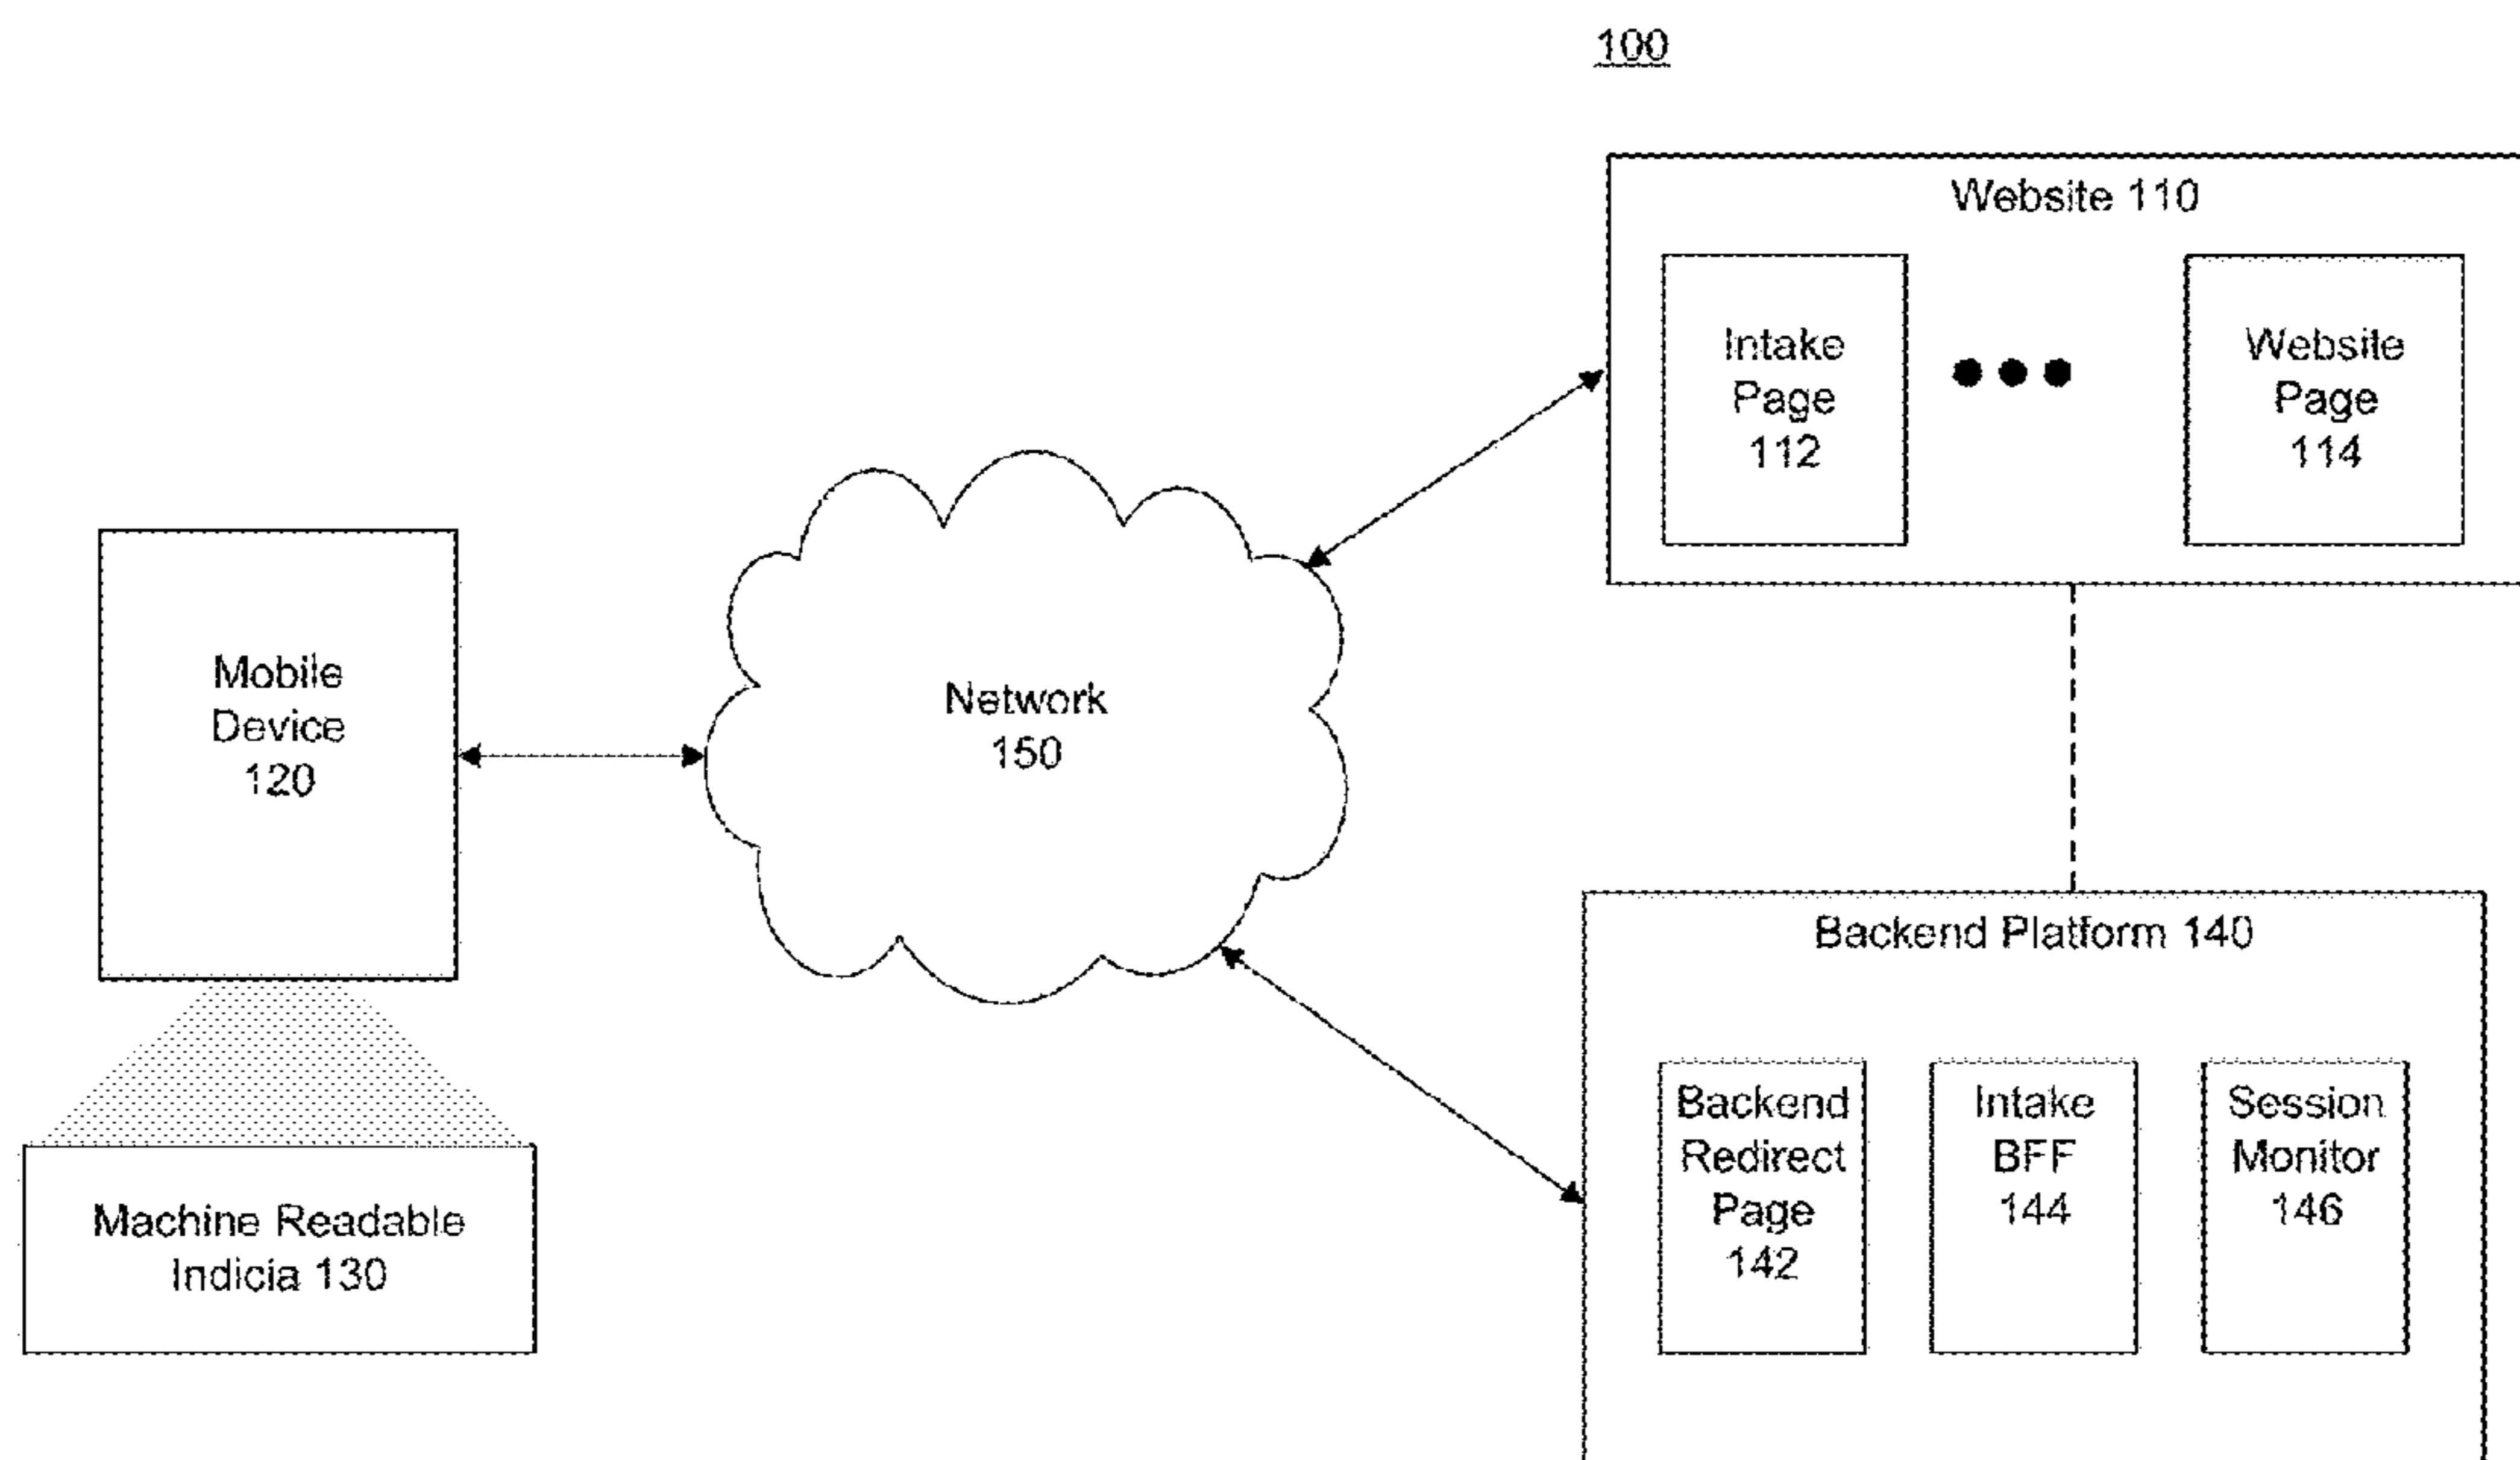 100
Website 110
Intake
Page
112
Website
Page
114
Mobile
Device
120
Network
150
Machine Readable
Indicia 130
Backend Platform 140
Backend
Redirect
Page
142
Intake
BFF
144
Session
Monitor
146